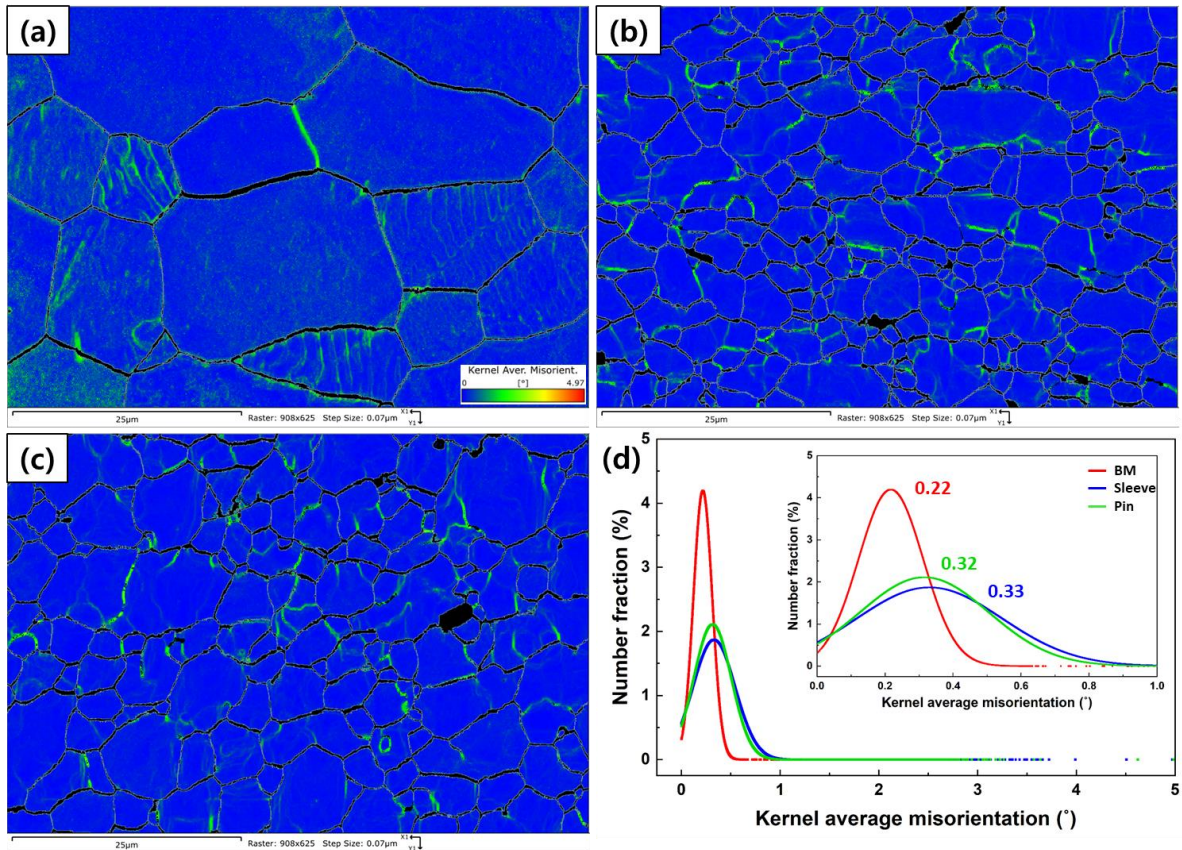 (a)
Kernel Aver. Misorient.
0 [°] 4.97
25µm Raster: 908x625 Step Size: 0.07µm X1 Y1
(b)
25µm Raster: 908x625 Step Size: 0.07µm X1 Y1
(c)
25µm Raster: 908x625 Step Size: 0.07µm X1 Y1
(d)
Number fraction (%)
5
4
3
2
1
0
0 1 2 3 4 5
Kernel average misorientation (°)
Number fraction (%)
5
4
3
2
1
0
0.0 0.2 0.4 0.6 0.8 1.0
Kernel average misorientation (°)
0.22
0.32
0.33
BM
Sleeve
Pin